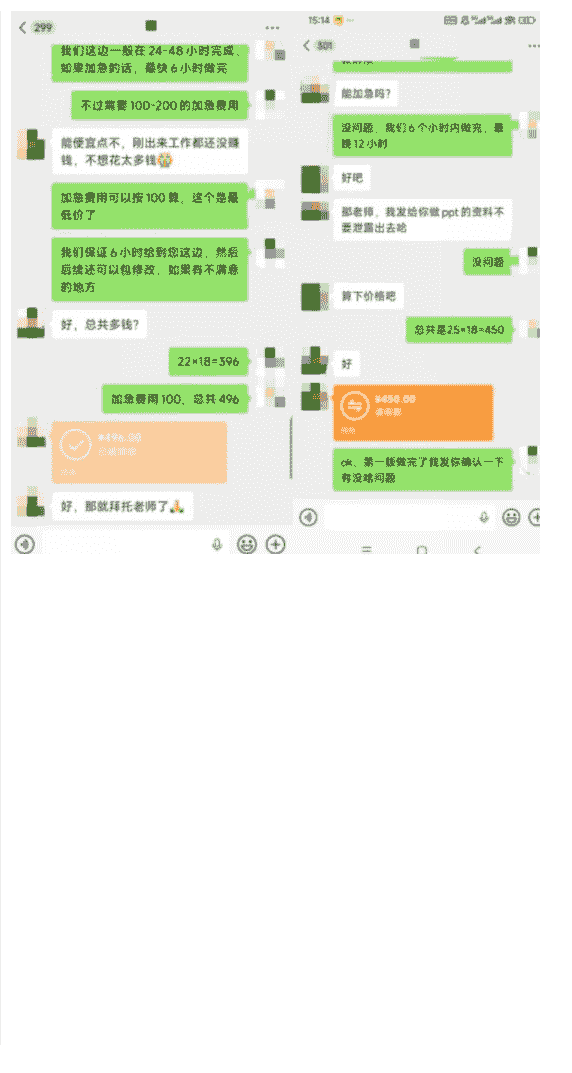 299
我们这边一般在24-48小时完成,
如果加急的话，最快6小时做完
不过需要100-200的加急费用
能便宜点不，刚出来工作都还没赚
钱，不想花太多钱
加急费用可以按100算，这个是最
低价了
我们保证6小时给到您这边，然后
后续还可以包修改，如果有不满意
的地方
好，总共多钱？
22×18=396
加急费用100，总共496
¥496.00
好，那就拜托老师了🙏
15:14
301
能加急吗？
没问题，我们6个小时内做完，最
晚12小时
好吧
那老师，我发给你做ppt的资料不
要泄露出去哈
没问题
算下价格吧
总共是25×18=450
好
¥450.00
ok，第一版做完了我发你确认一下
有没啥问题